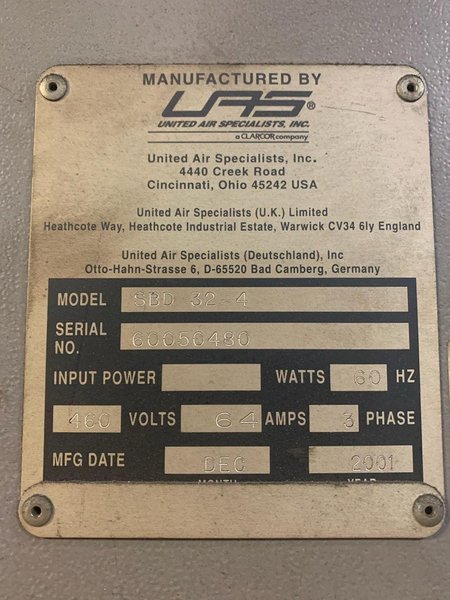 MANUFACTURED BY
UAS®
UNITED AIR SPECIALISTS, INC.
a CLARCOR company
United Air Specialists, Inc.
4440 Creek Road
Cincinnati, Ohio 45242 USA
United Air Specialists (U.K.) Limited
Heathcote Way, Heathcote Industrial Estate, Warwick CV34 6ly England
United Air Specialists (Deutschland), Inc
Otto-Hahn-Strasse 6, D-65520 Bad Camberg, Germany
MODEL SBD 32-4
SERIAL NO. 60050480
INPUT POWER WATTS 60 HZ
460 VOLTS 64 AMPS 3 PHASE
MFG DATE DEC 2001
MONTH YEAR